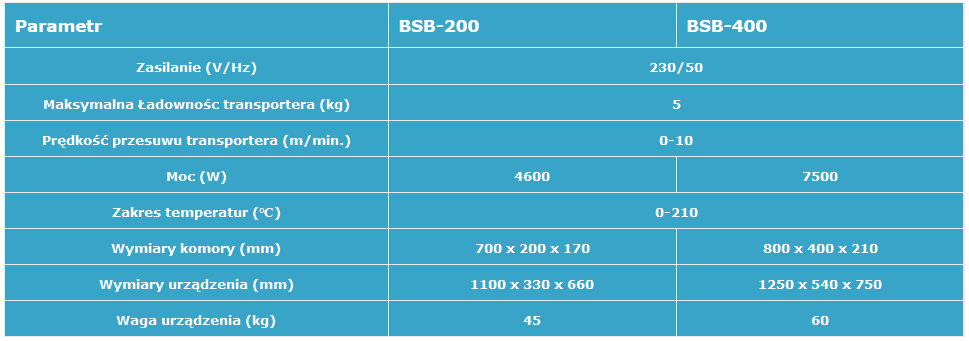 Parametr BSB-200 BSB-400
Zasilanie (V/Hz) 230/50
Maksymalna Ładownośc transportera (kg) 5
Prędkość przesuwu transportera (m/min.) 0-10
Moc (W) 4600 7500
Zakres temperatur (°C) 0-210
Wymiary komory (mm) 700 x 200 x 170 800 x 400 x 210
Wymiary urządzenia (mm) 1100 x 330 x 660 1250 x 540 x 750
Waga urządzenia (kg) 45 60